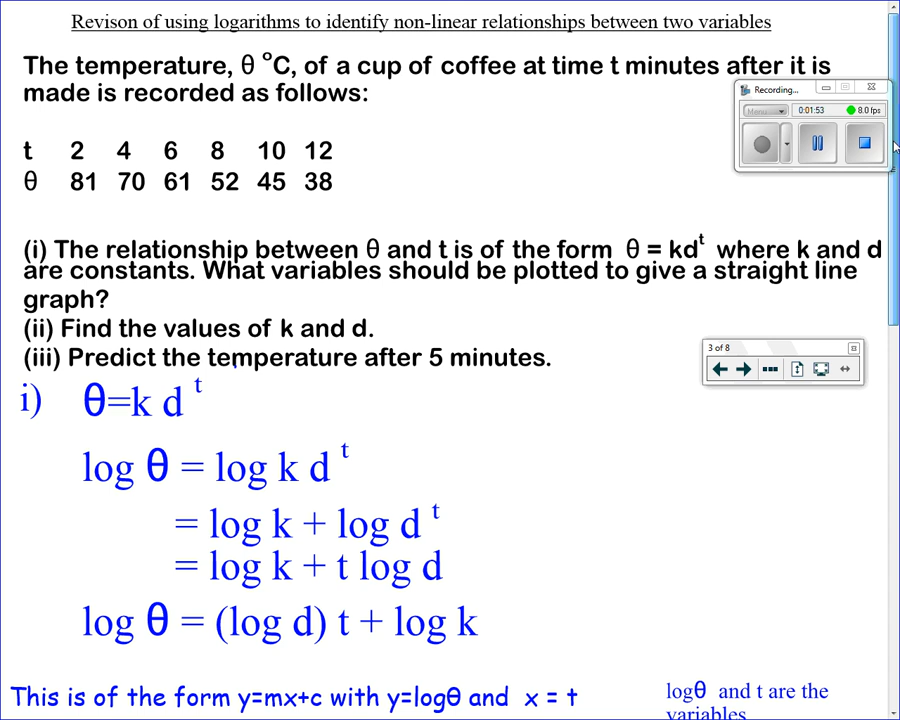 Revison of using logarithms to identify non-linear relationships between two variables
The temperature, θ °C, of a cup of coffee at time t minutes after it is
made is recorded as follows:
Recording...
Menu
0:01:53
8.0 fps
t 2 4 6 8 10 12
θ 81 70 61 52 45 38
(i) The relationship between θ and t is of the form θ = kd^t where k and d
are constants. What variables should be plotted to give a straight line
graph?
(ii) Find the values of k and d.
(iii) Predict the temperature after 5 minutes.
3 of 8
i) θ=k d^t
log θ = log k d^t
= log k + log d^t
= log k + t log d
log θ = (log d) t + log k
This is of the form y=mx+c with y=logθ and x = t
logθ and t are the
variables